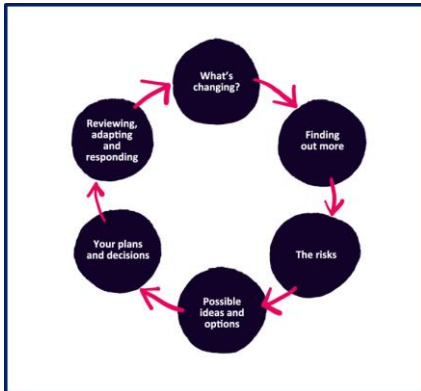 What's
changing?
Finding
out more
The risks
Possible
ideas and
options
Your plans
and decisions
Reviewing,
adapting
and
responding